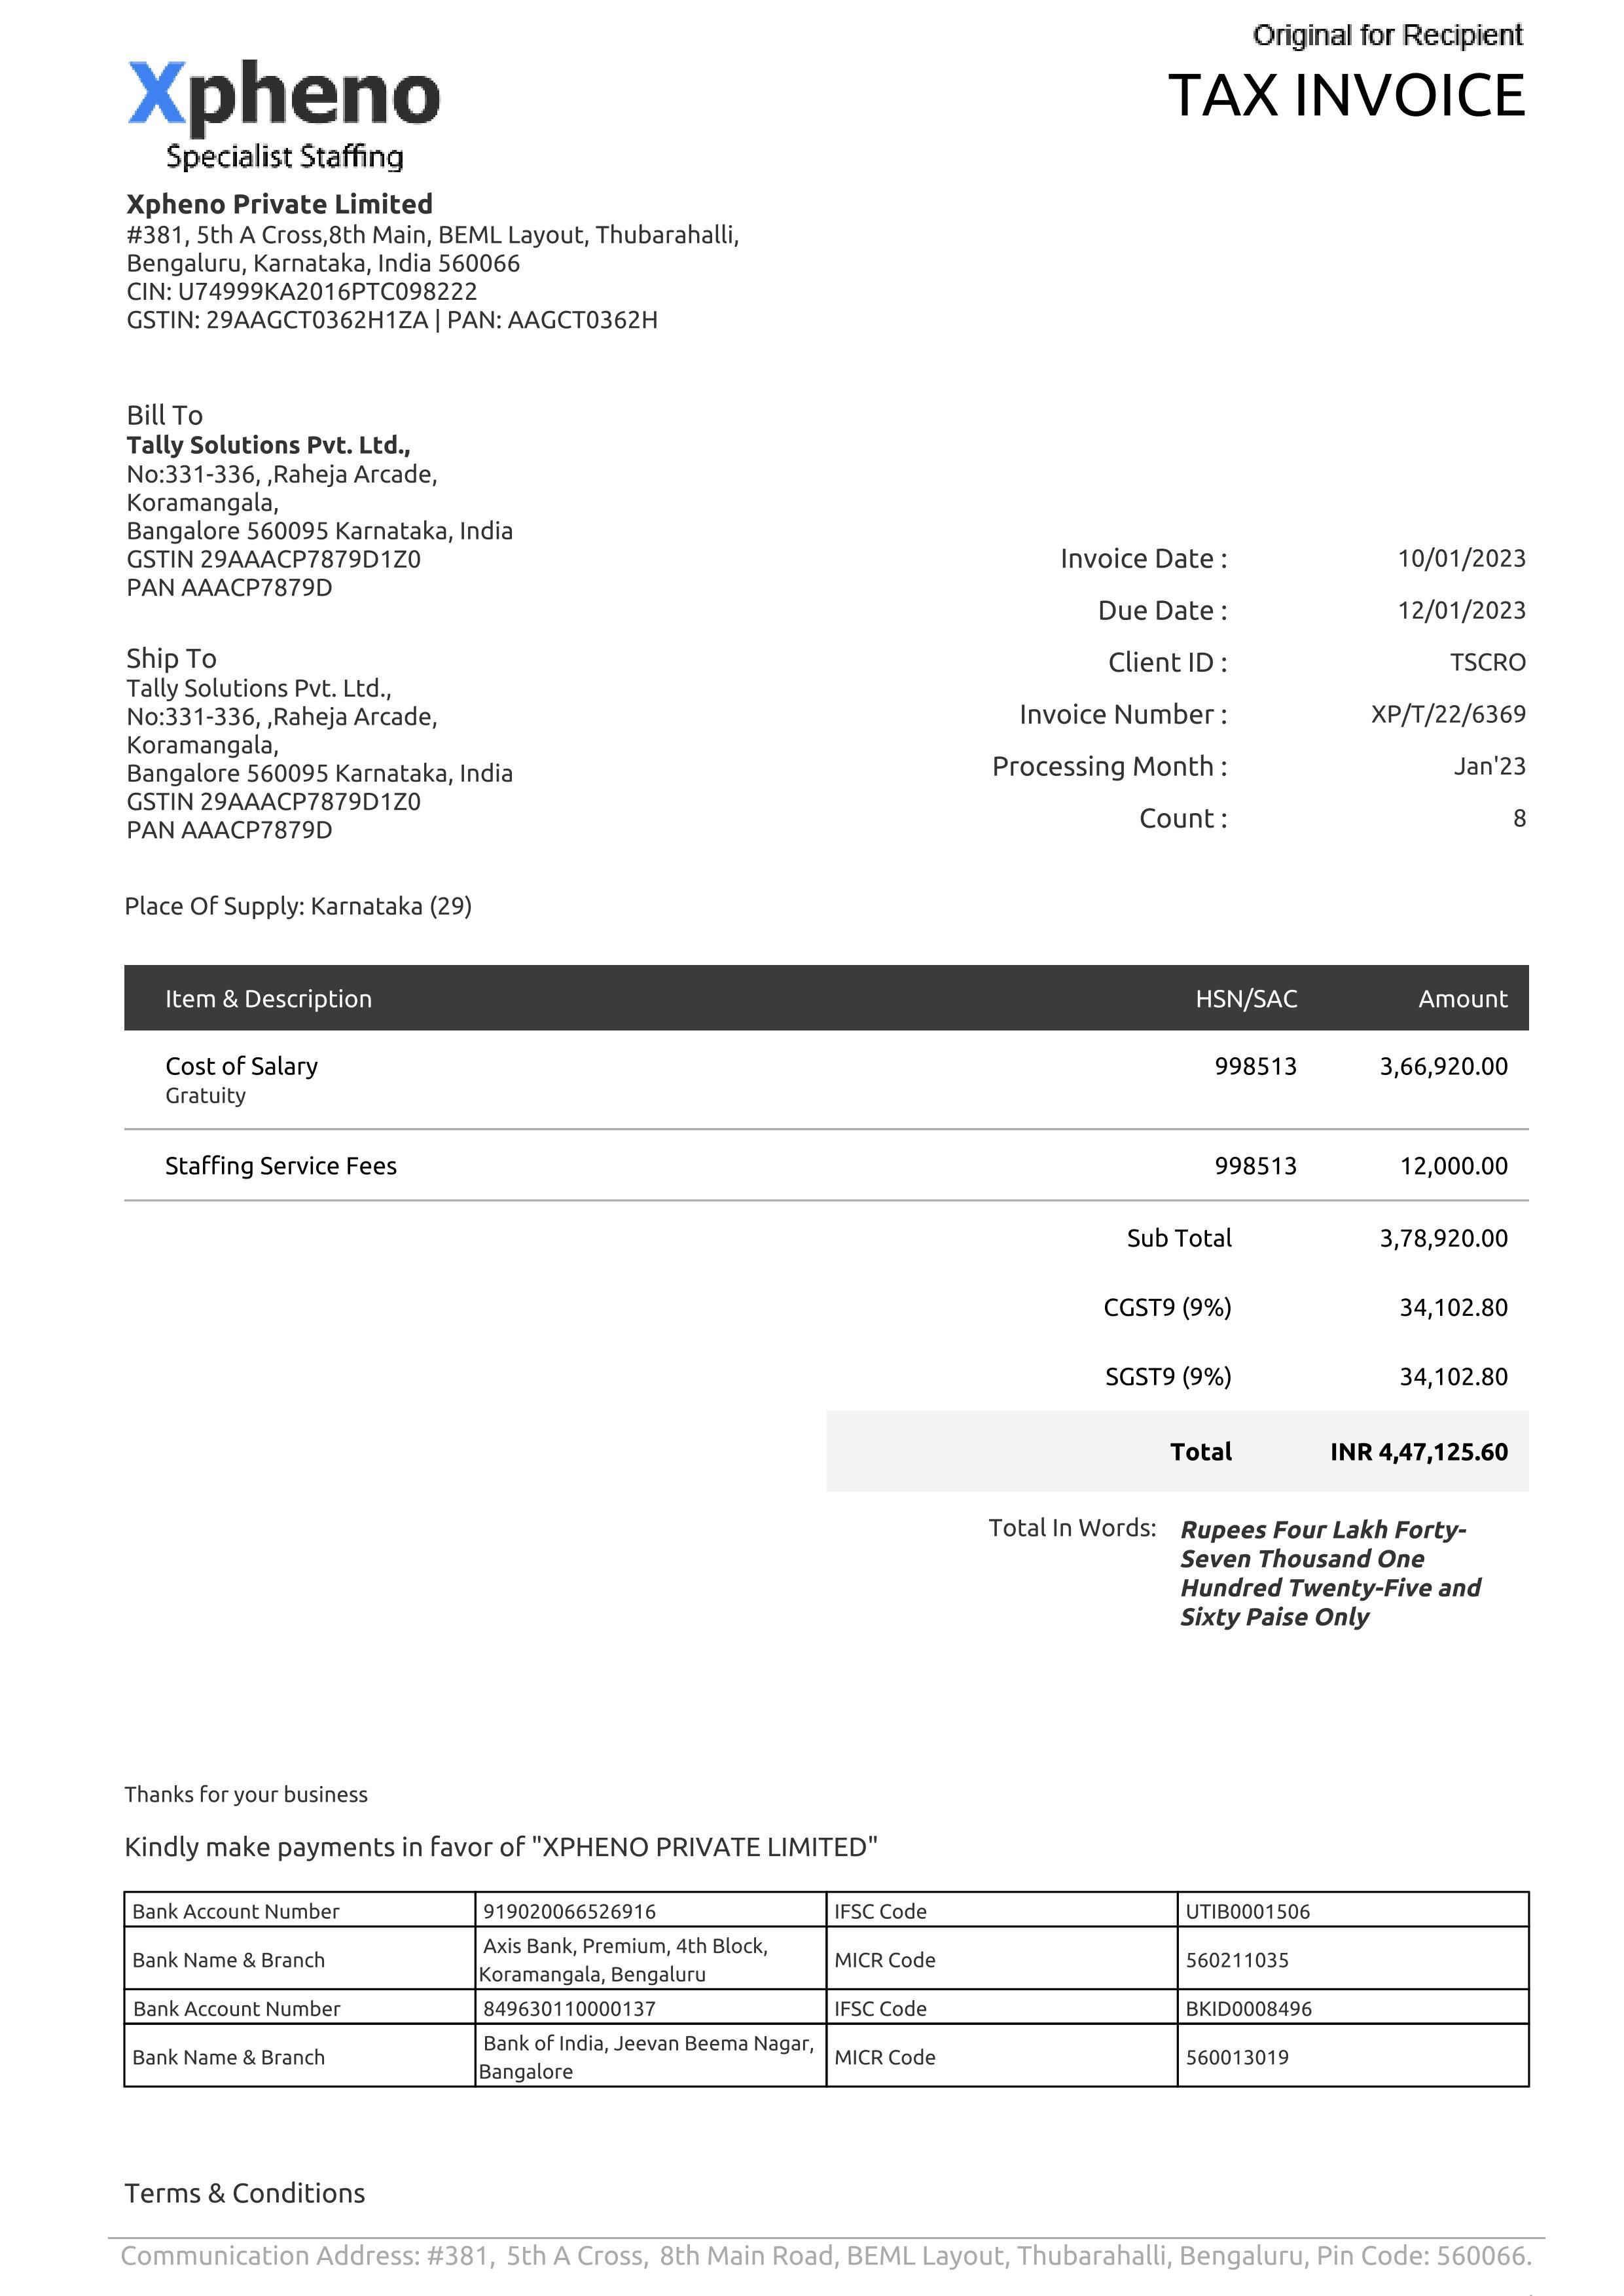 Original for Recipient
TAX INVOICE
Xpheno
Specialist Staffing
Xpheno Private Limited
#381, 5th A Cross,8th Main, BEML Layout, Thubarahalli,
Bengaluru, Karnataka, India 560066
CIN: U74999KA2016PTC098222
GSTIN: 29AAGCT0362H1ZA | PAN: AAGCT0362H
Bill To
Tally Solutions Pvt. Ltd.,
No:331-336, ,Raheja Arcade,
Koramangala,
Bangalore 560095 Karnataka, India
GSTIN 29AAACP7879D1Z0
PAN AAACP7879D
Ship To
Tally Solutions Pvt. Ltd.,
No:331-336, ,Raheja Arcade,
Koramangala,
Bangalore 560095 Karnataka, India
GSTIN 29AAACP7879D1Z0
PAN AAACP7879D
Invoice Date : 10/01/2023
Due Date : 12/01/2023
Client ID : TSCRO
Invoice Number : XP/T/22/6369
Processing Month : Jan'23
Count : 8
Place Of Supply: Karnataka (29)
Item & Description HSN/SAC Amount
Cost of Salary 998513 3,66,920.00
Gratuity
Staffing Service Fees 998513 12,000.00
Sub Total 3,78,920.00
CGST9 (9%) 34,102.80
SGST9 (9%) 34,102.80
Total INR 4,47,125.60
Total In Words: Rupees Four Lakh Forty-
Seven Thousand One
Hundred Twenty-Five and
Sixty Paise Only
Thanks for your business
Kindly make payments in favor of "XPHENO PRIVATE LIMITED"
Bank Account Number 919020066526916 IFSC Code UTIB0001506
Bank Name & Branch Axis Bank, Premium, 4th Block,
Koramangala, Bengaluru MICR Code 560211035
Bank Account Number 849630110000137 IFSC Code BKID0008496
Bank Name & Branch Bank of India, Jeevan Beema Nagar,
Bangalore MICR Code 560013019
Terms & Conditions
Communication Address: #381, 5th A Cross, 8th Main Road, BEML Layout, Thubarahalli, Bengaluru, Pin Code: 560066.